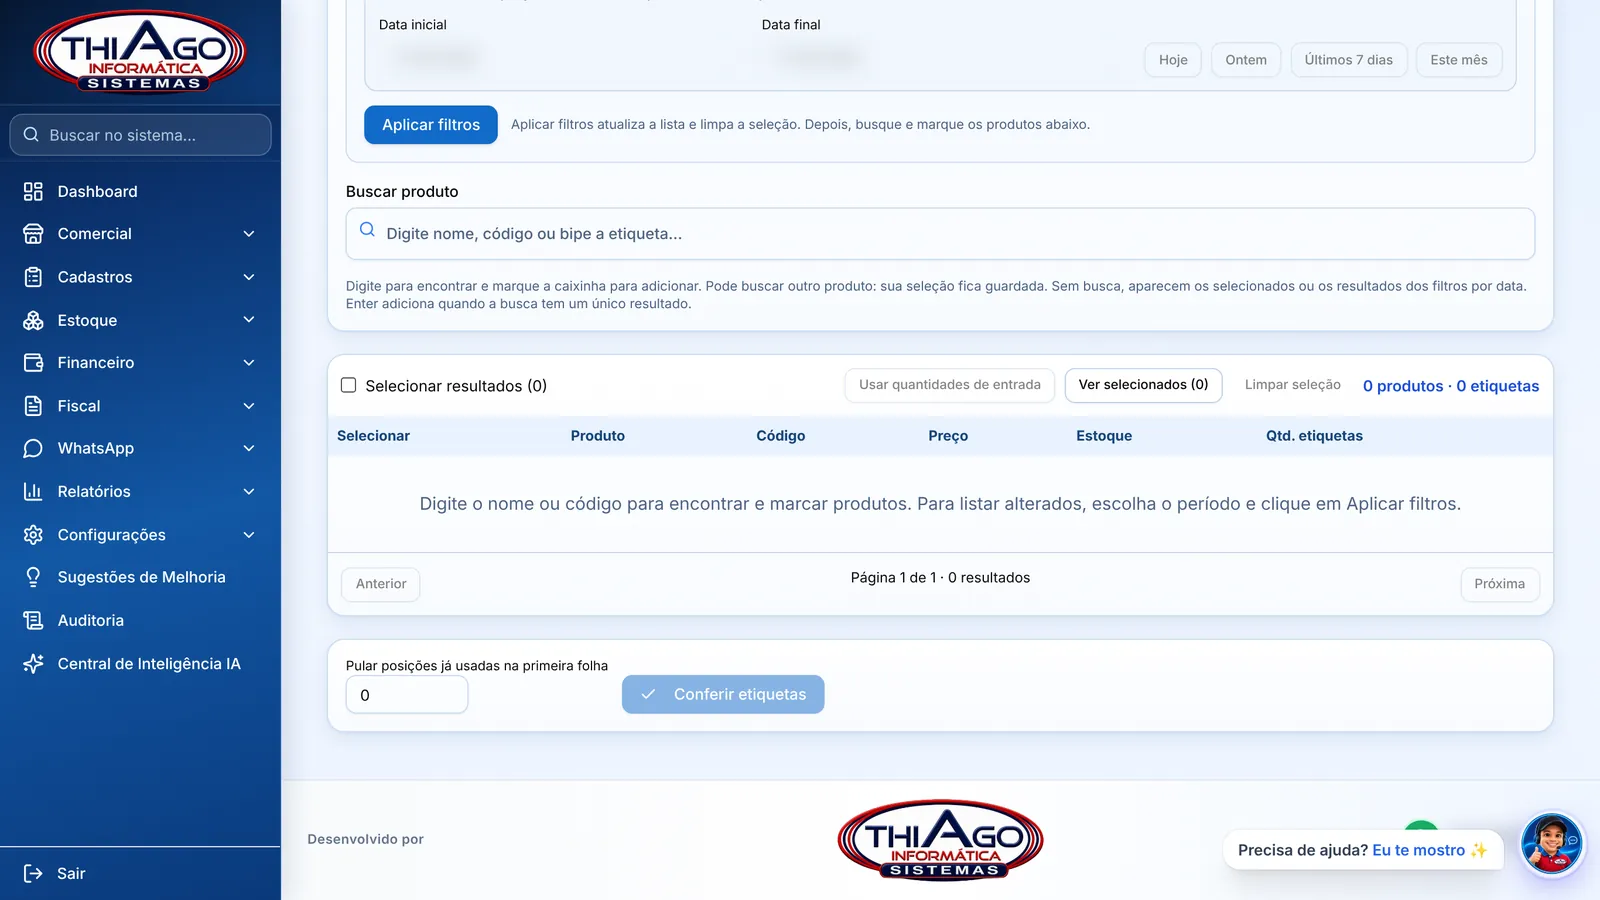 THIAGO
INFORMÁTICA
SISTEMAS
Buscar no sistema...
Dashboard
Comercial
Cadastros
Estoque
Financeiro
Fiscal
WhatsApp
Relatórios
Configurações
Sugestões de Melhoria
Auditoria
Central de Inteligência IA
Sair
Data inicial
Data final
Hoje
Ontem
Últimos 7 dias
Este mês
Aplicar filtros
Aplicar filtros atualiza a lista e limpa a seleção. Depois, busque e marque os produtos abaixo.
Buscar produto
Digite nome, código ou bipe a etiqueta...
Digite para encontrar e marque a caixinha para adicionar. Pode buscar outro produto: sua seleção fica guardada. Sem busca, aparecem os selecionados ou os resultados dos filtros por data.
Enter adiciona quando a busca tem um único resultado.
Selecionar resultados (0)
Usar quantidades de entrada
Ver selecionados (0)
Limpar seleção
0 produtos · 0 etiquetas
Selecionar
Produto
Código
Preço
Estoque
Qtd. etiquetas
Digite o nome ou código para encontrar e marcar produtos. Para listar alterados, escolha o período e clique em Aplicar filtros.
Anterior
Página 1 de 1 · 0 resultados
Próxima
Pular posições já usadas na primeira folha
0
Conferir etiquetas
Desenvolvido por
THIAGO
INFORMÁTICA
SISTEMAS
Precisa de ajuda? Eu te mostro ✨